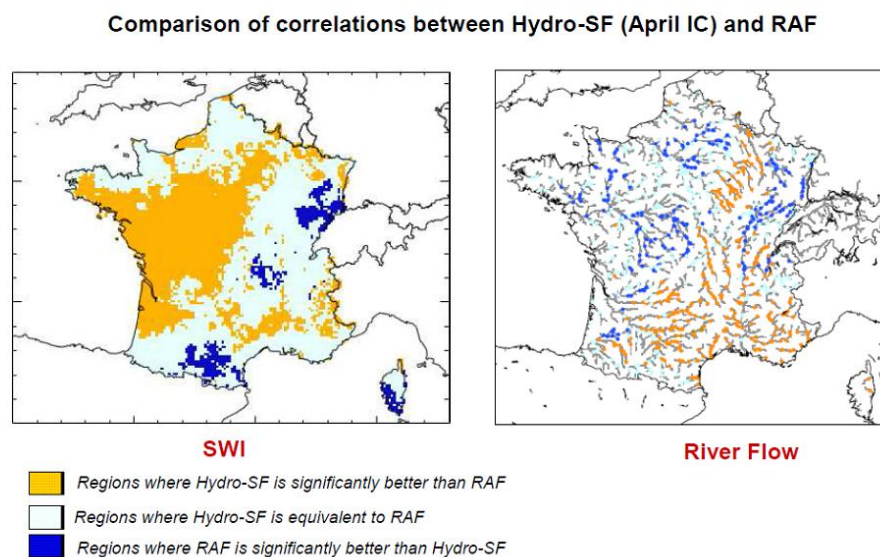 Comparison of correlations between Hydro-SF (April IC) and RAF
SWI
River Flow
Regions where Hydro-SF is significantly better than RAF
Regions where Hydro-SF is equivalent to RAF
Regions where RAF is significantly better than Hydro-SF